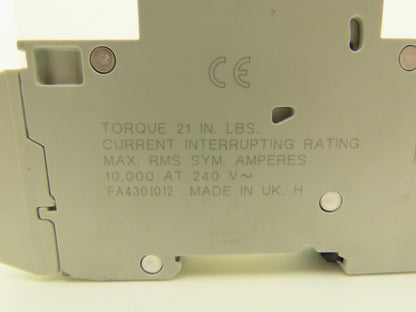 CE
TORQUE 21 IN. LBS.
CURRENT INTERRUPTING RATING
MAX. RMS SYM. AMPERES
10,000 AT 240 V~
FA4301012 MADE IN UK. H